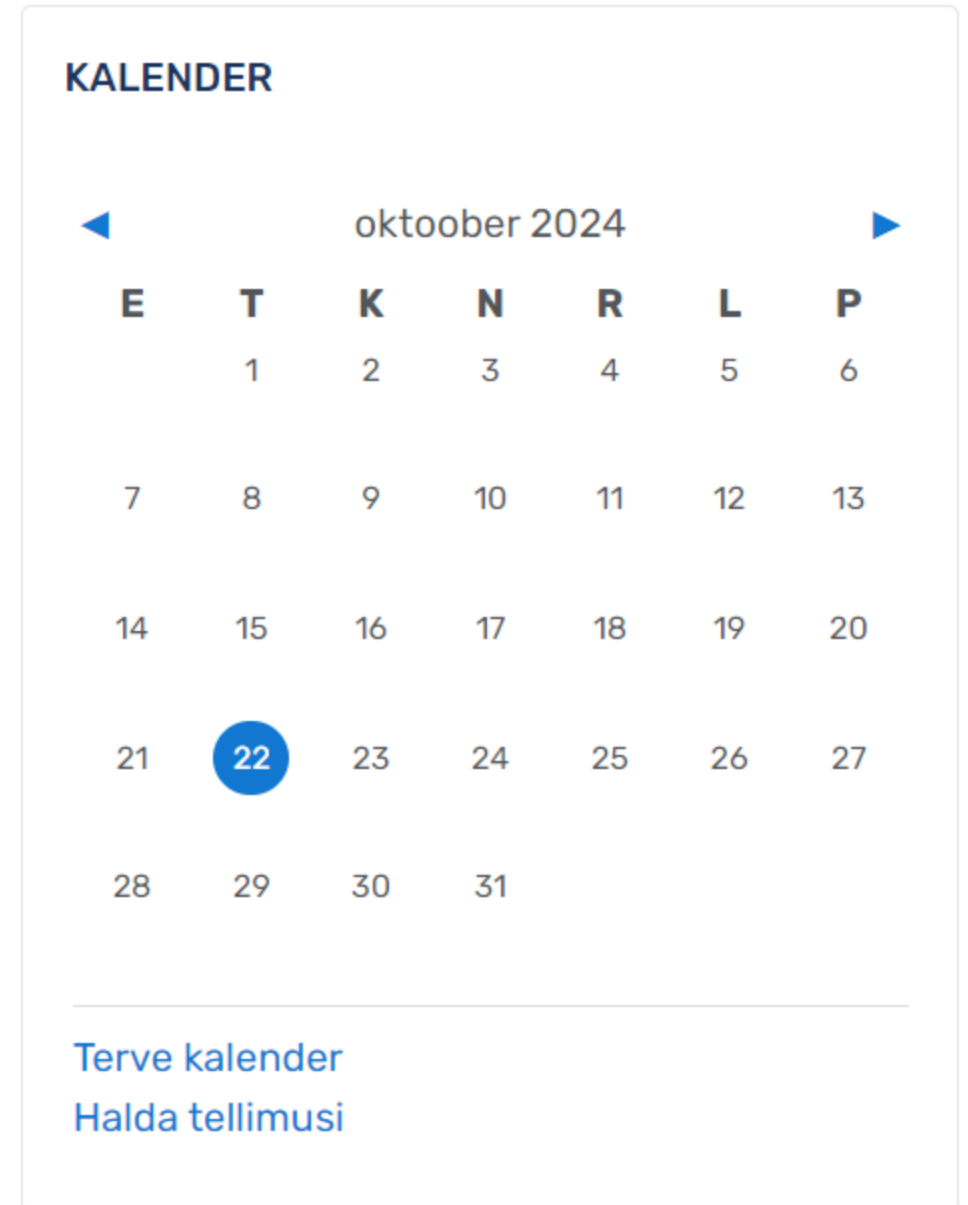 KALENDER
◀ oktoober 2024 ▶
E T K N R L P
1 2 3 4 5 6
7 8 9 10 11 12 13
14 15 16 17 18 19 20
21 22 23 24 25 26 27
28 29 30 31
Terve kalender
Halda tellimusi